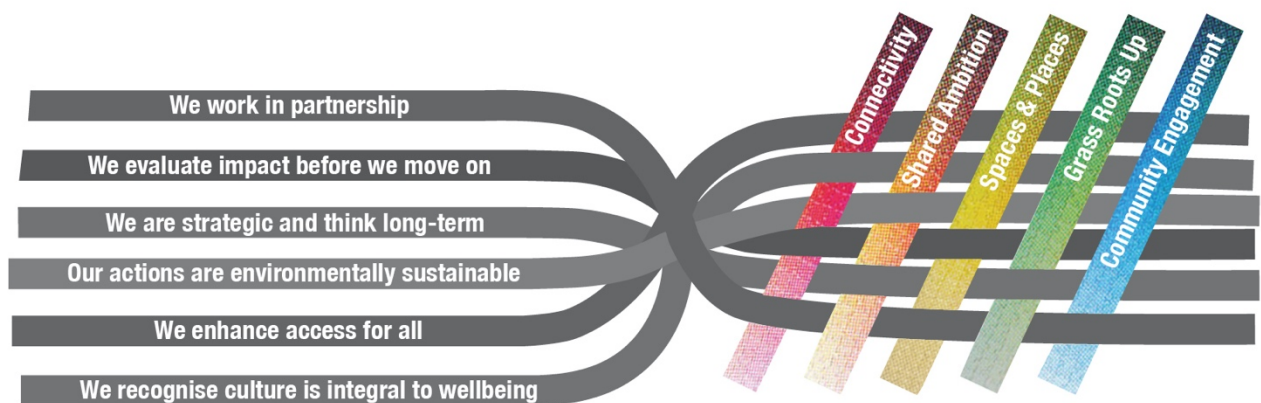 We work in partnership
We evaluate impact before we move on
We are strategic and think long-term
Our actions are environmentally sustainable
We enhance access for all
We recognise culture is integral to wellbeing
Connectivity
Shared Ambition
Spaces & Places
Grass Roots Up
Community Engagement